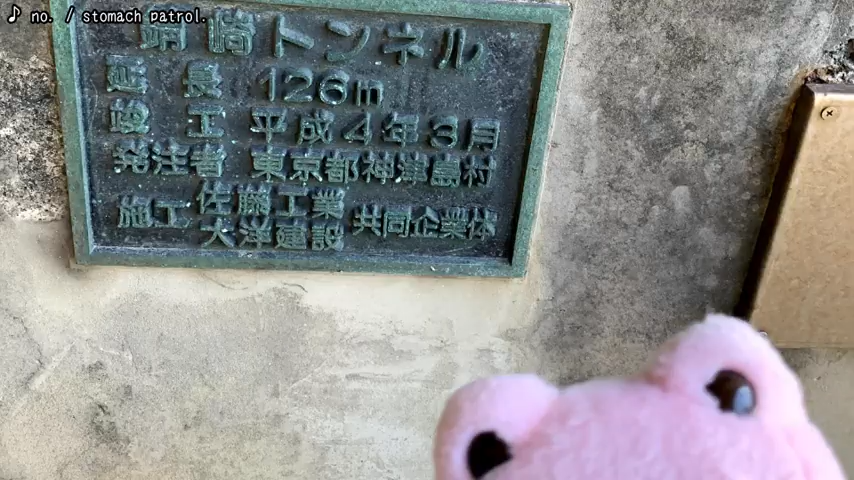 ♪ no. / stomach patrol.
崎トンネル
延長 126m
竣工 平成4年3月
発注者 東京都神津島村
施工 佐藤工業 大洋建設 共同企業体